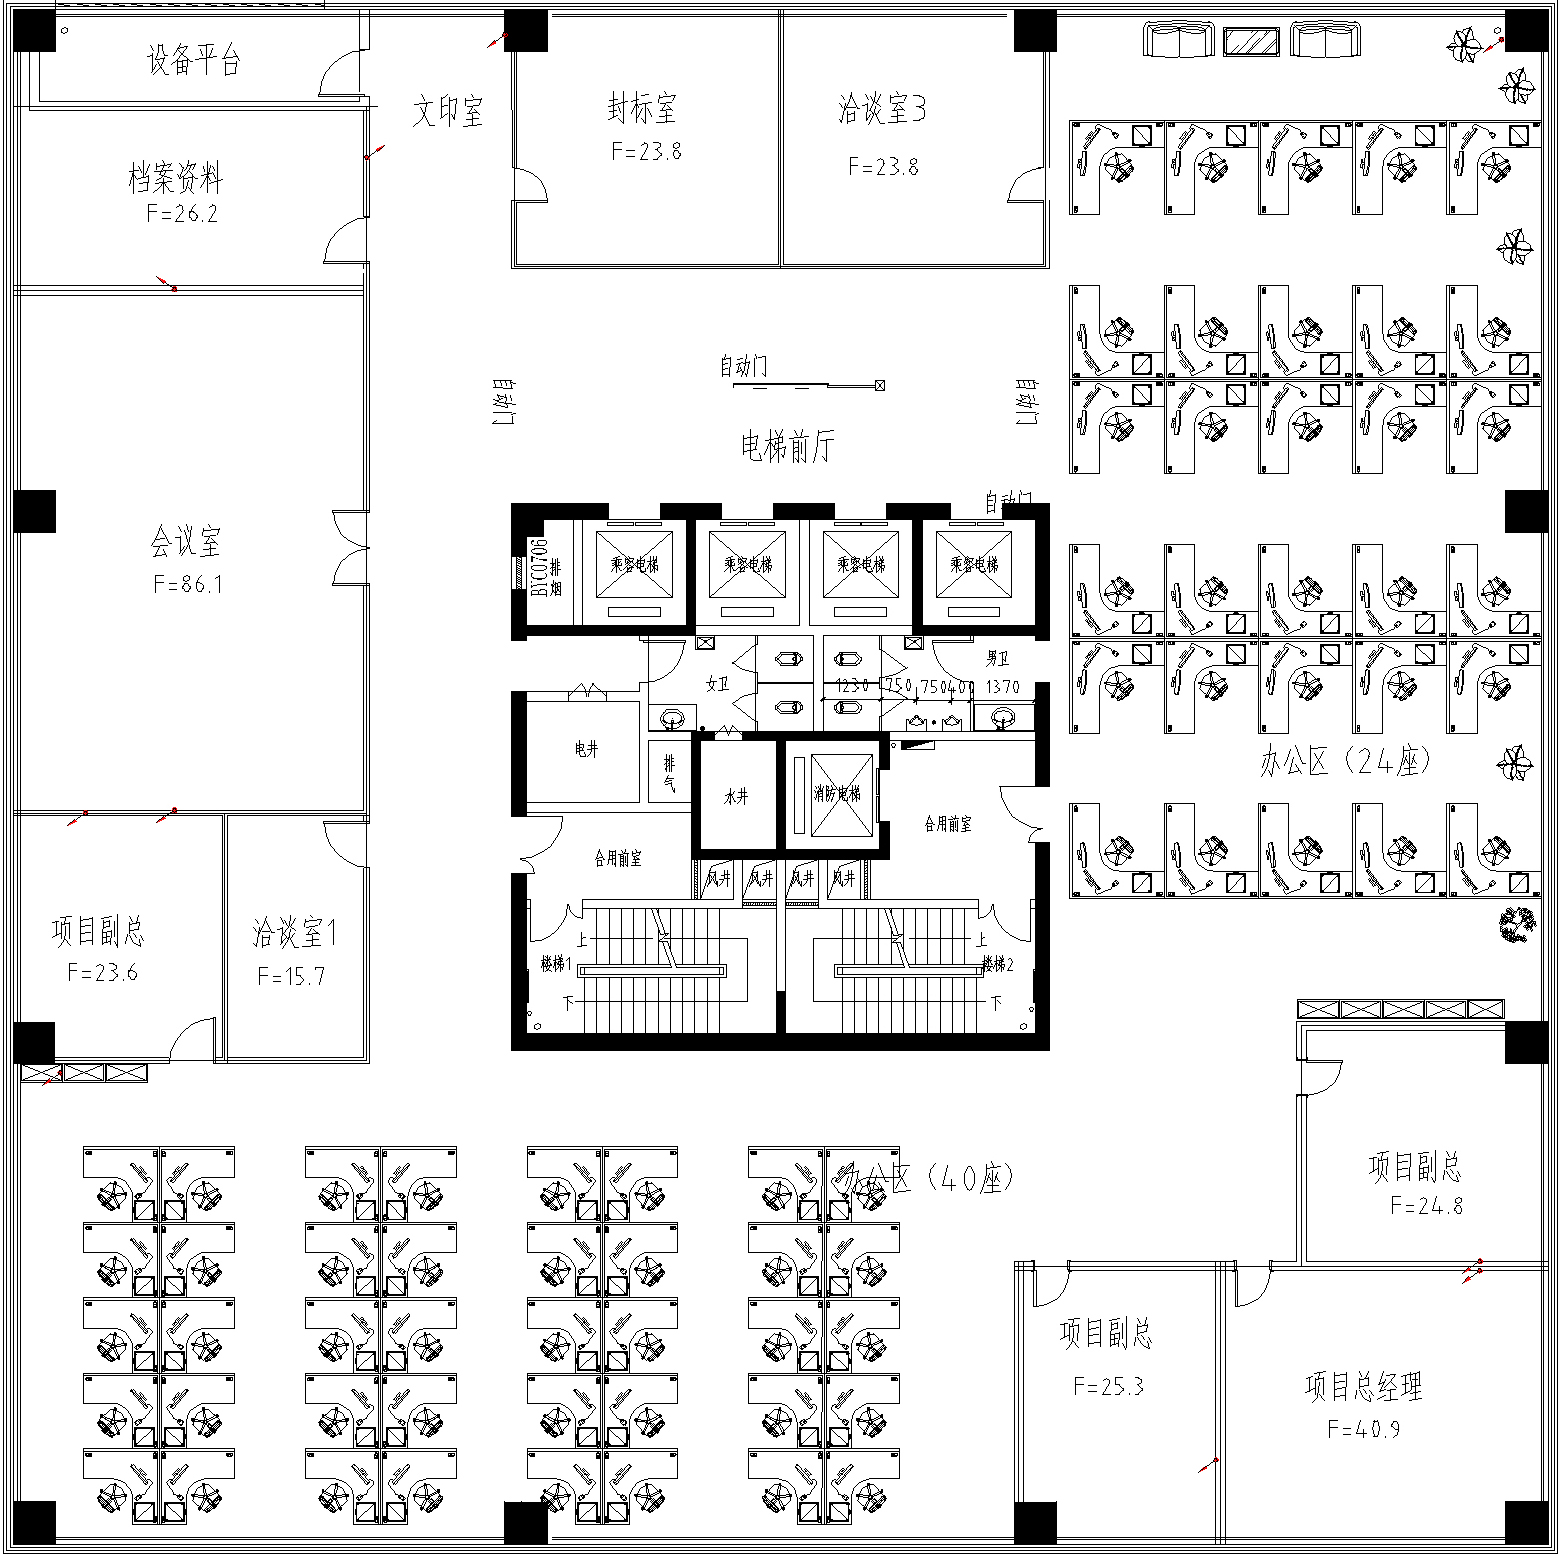 设备平台
文印室
封标室
F=23.8
洽谈室3
F=23.8
档案资料
F=26.2
自动门
自动门
自动门
电梯前厅
自动门
会议室
F=86.1
BYC0706
排烟
乘客电梯
乘客电梯
乘客电梯
乘客电梯
女卫
男卫
1230
750
750
400
1370
电井
排气
水井
消防电梯
办公区（24座）
合用前室
合用前室
风井
风井
风井
风井
项目副总
F=23.6
洽谈室1
F=15.7
上
上
楼梯1
楼梯2
下
下
项目副总
F=24.8
办公区（40座）
项目副总
F=25.3
项目总经理
F=40.9